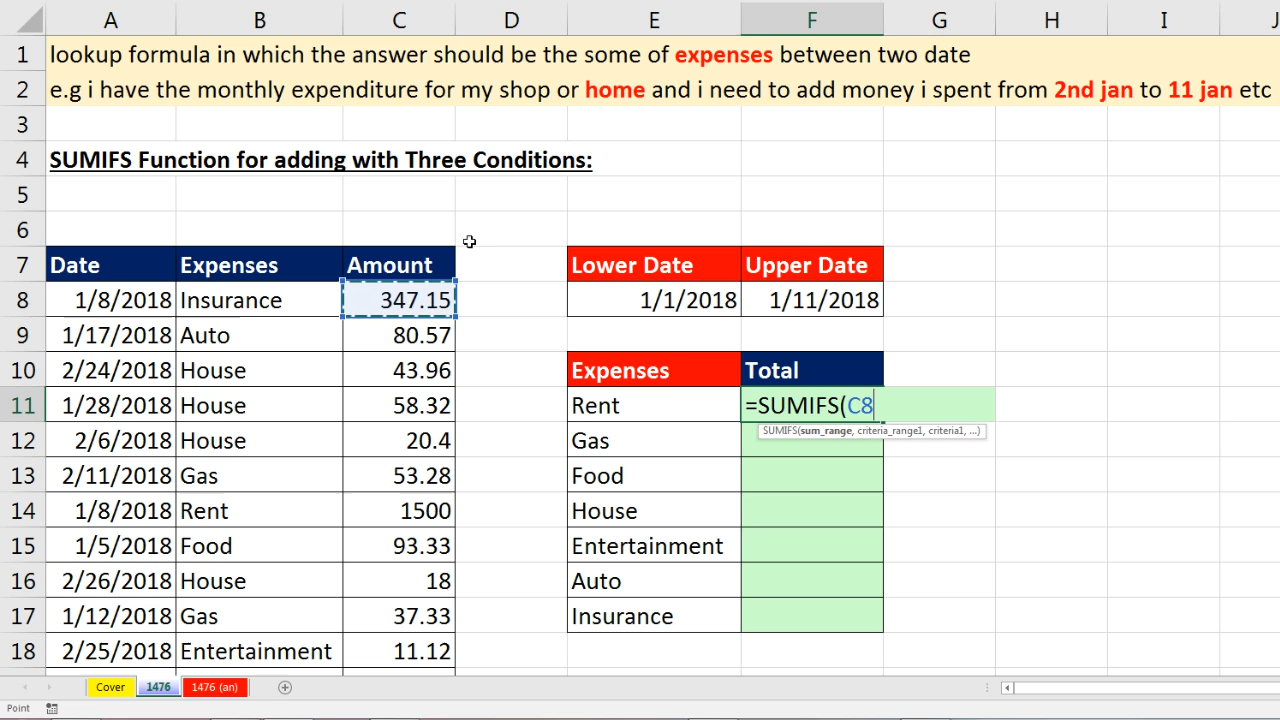 A B C D E F G H I J
1 lookup formula in which the answer should be the some of expenses between two date
2 e.g i have the monthly expenditure for my shop or home and i need to add money i spent from 2nd jan to 11 jan etc
3
4 SUMIFS Function for adding with Three Conditions:
5
6
7 Date Expenses Amount Lower Date Upper Date
8 1/8/2018 Insurance 347.15 1/1/2018 1/11/2018
9 1/17/2018 Auto 80.57
10 2/24/2018 House 43.96 Expenses Total
11 1/28/2018 House 58.32 Rent =SUMIFS(C8
SUMIFS(sum_range, criteria_range1, criteria1, ...)
12 2/6/2018 House 20.4 Gas
13 2/11/2018 Gas 53.28 Food
14 1/8/2018 Rent 1500 House
15 1/5/2018 Food 93.33 Entertainment
16 2/26/2018 House 18 Auto
17 1/12/2018 Gas 37.33 Insurance
18 2/25/2018 Entertainment 11.12
Cover 1476 1476 (an)
Point